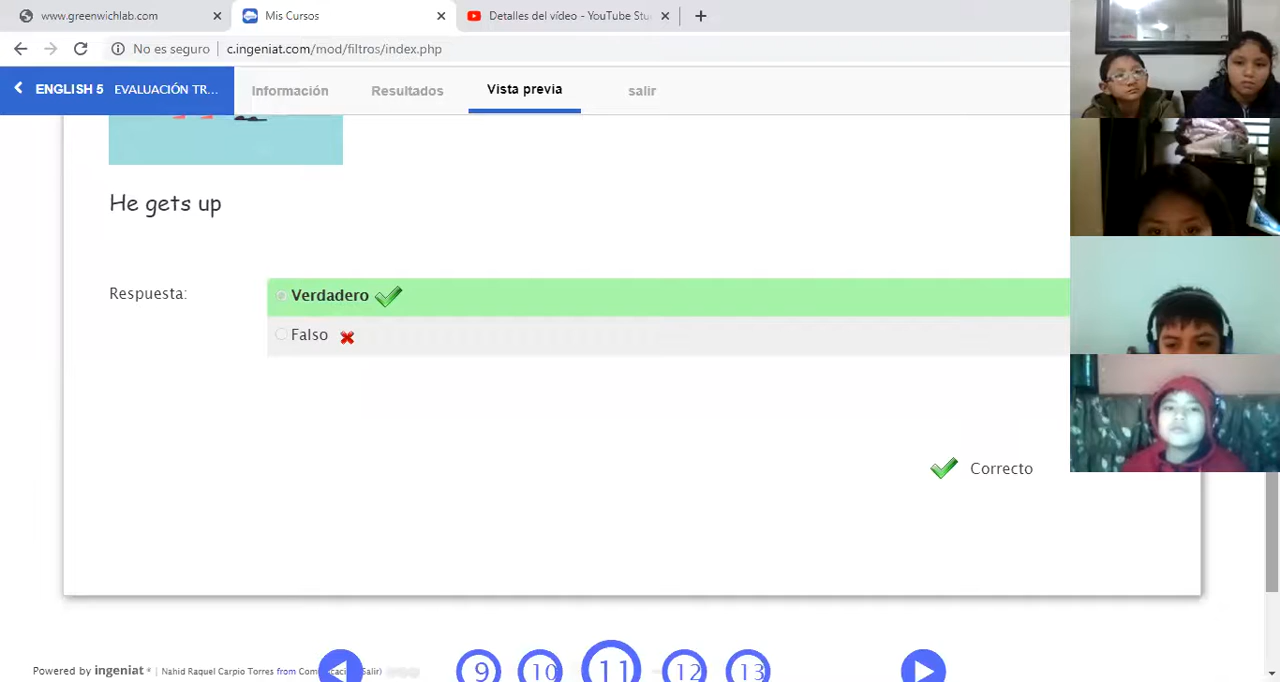 www.greenwichlab.com
Mis Cursos
Detalles del vídeo - YouTube Stu
No es seguro
c.ingeniat.com/mod/filtros/index.php
ENGLISH 5 EVALUACIÓN TR...
Información
Resultados
Vista previa
salir
He gets up
Respuesta:
Verdadero
Falso
Correcto
9
10
11
12
13
Powered by ingeniat ® | Nahid Raquel Carpio Torres from Com
Salir)